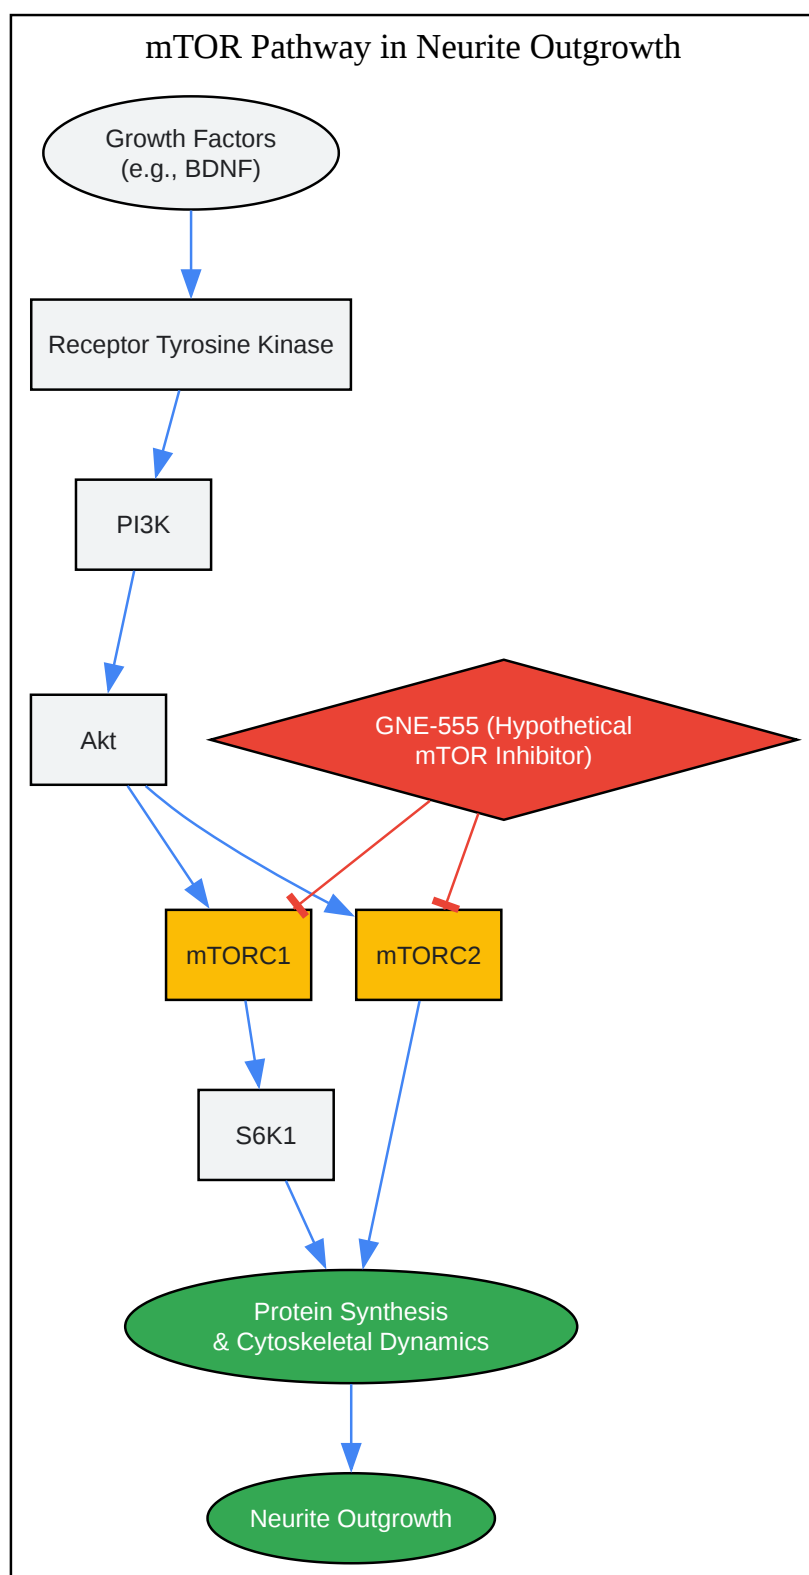 mTOR Pathway in Neurite Outgrowth
Growth Factors
(e.g., BDNF)
Receptor Tyrosine Kinase
PI3K
GNE-555 (Hypothetical
mTOR Inhibitor)
Akt
mTORC1
mTORC2
S6K1
Protein Synthesis
& Cytoskeletal Dynamics
Neurite Outgrowth